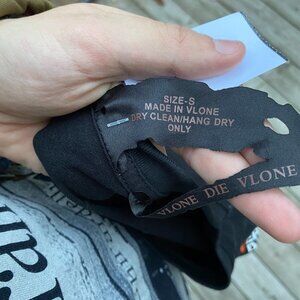 SIZE-S
MADE IN VLONE
DRY CLEAN/HANG DRY
ONLY
VLONE DIE VLONE